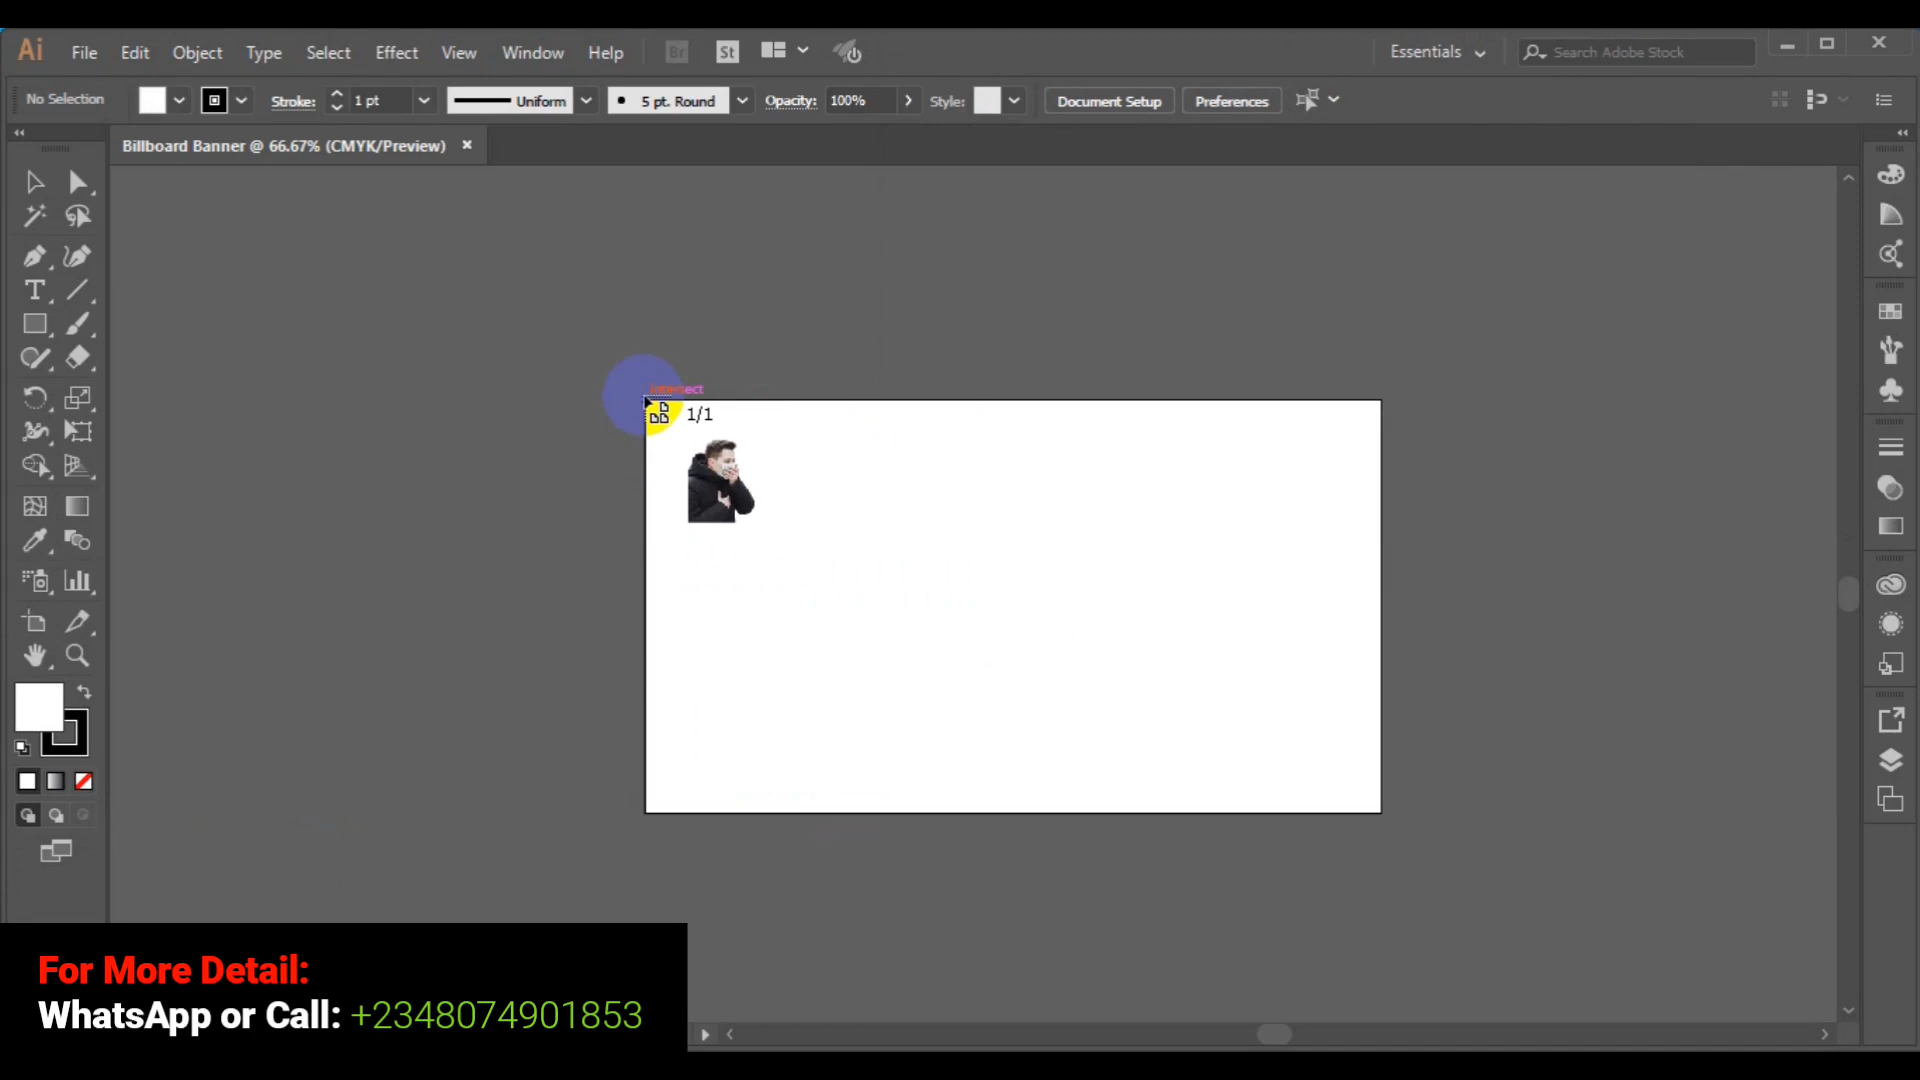 Ai File Edit Object Type Select Effect View Window Help Br St Essentials Search Adobe Stock
No Selection Stroke: 1 pt Uniform 5 pt. Round Opacity: 100% Style: Document Setup Preferences
Billboard Banner @ 66.67% (CMYK/Preview)
intersect
1/1
For More Detail:
WhatsApp or Call: +2348074901853